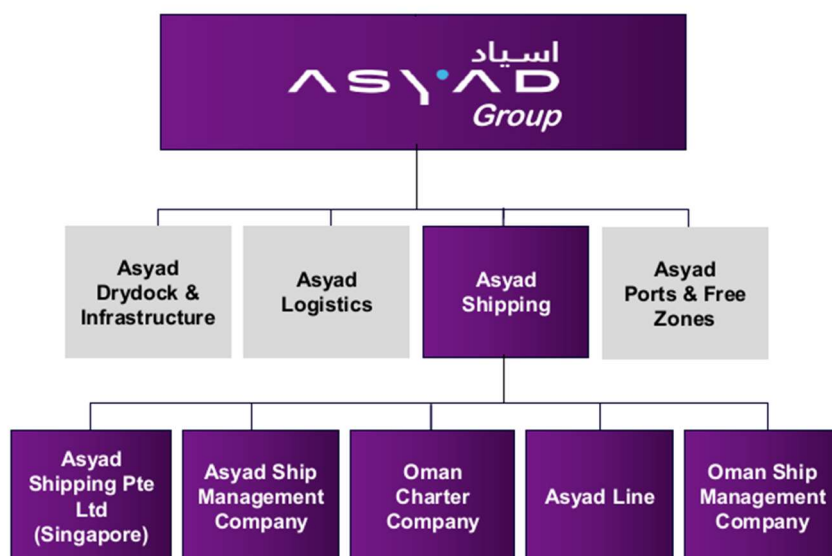 اسياد
ASYAD
Group
Asyad
Drydock &
Infrastructure
Asyad
Logistics
Asyad
Shipping
Asyad
Ports & Free
Zones
Asyad
Shipping Pte
Ltd
(Singapore)
Asyad Ship
Management
Company
Oman
Charter
Company
Asyad Line
Oman Ship
Management
Company